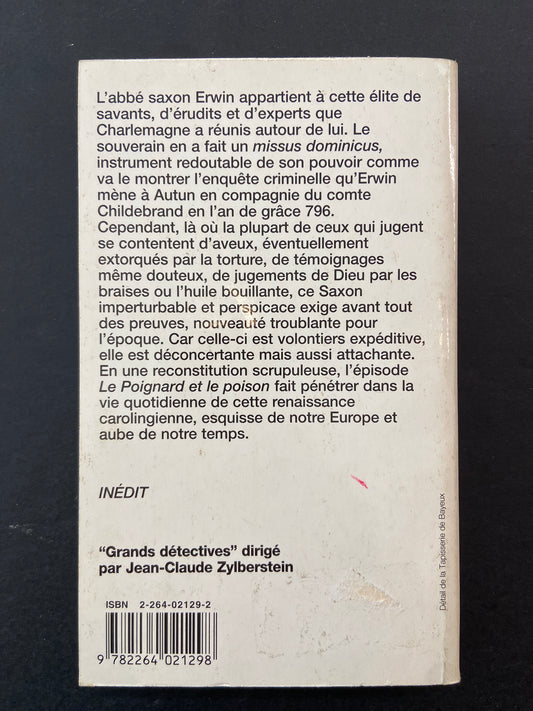 L'abbé saxon Erwin appartient à cette élite de
savants, d'érudits et d'experts que
Charlemagne a réunis autour de lui. Le
souverain en a fait un missus dominicus,
instrument redoutable de son pouvoir comme
va le montrer l'enquête criminelle qu'Erwin
mène à Autun en compagnie du comte
Childebrand en l'an de grâce 796.
Cependant, là où la plupart de ceux qui jugent
se contentent d'aveux, éventuellement
extorqués par la torture, de témoignages
même douteux, de jugements de Dieu par les
braises ou l'huile bouillante, ce Saxon
imperturbable et perspicace exige avant tout
des preuves, nouveauté troublante pour
l'époque. Car celle-ci est volontiers expéditive,
elle est déconcertante mais aussi attachante.
En une reconstitution scrupuleuse, l'épisode
Le Poignard et le poison fait pénétrer dans la
vie quotidienne de cette renaissance
carolingienne, esquisse de notre Europe et
aube de notre temps.
INÉDIT
"Grands détectives" dirigé
par Jean-Claude Zylberstein
Détail de la Tapisserie de Bayeux
ISBN 2-264-02129-2
9 782264 021298